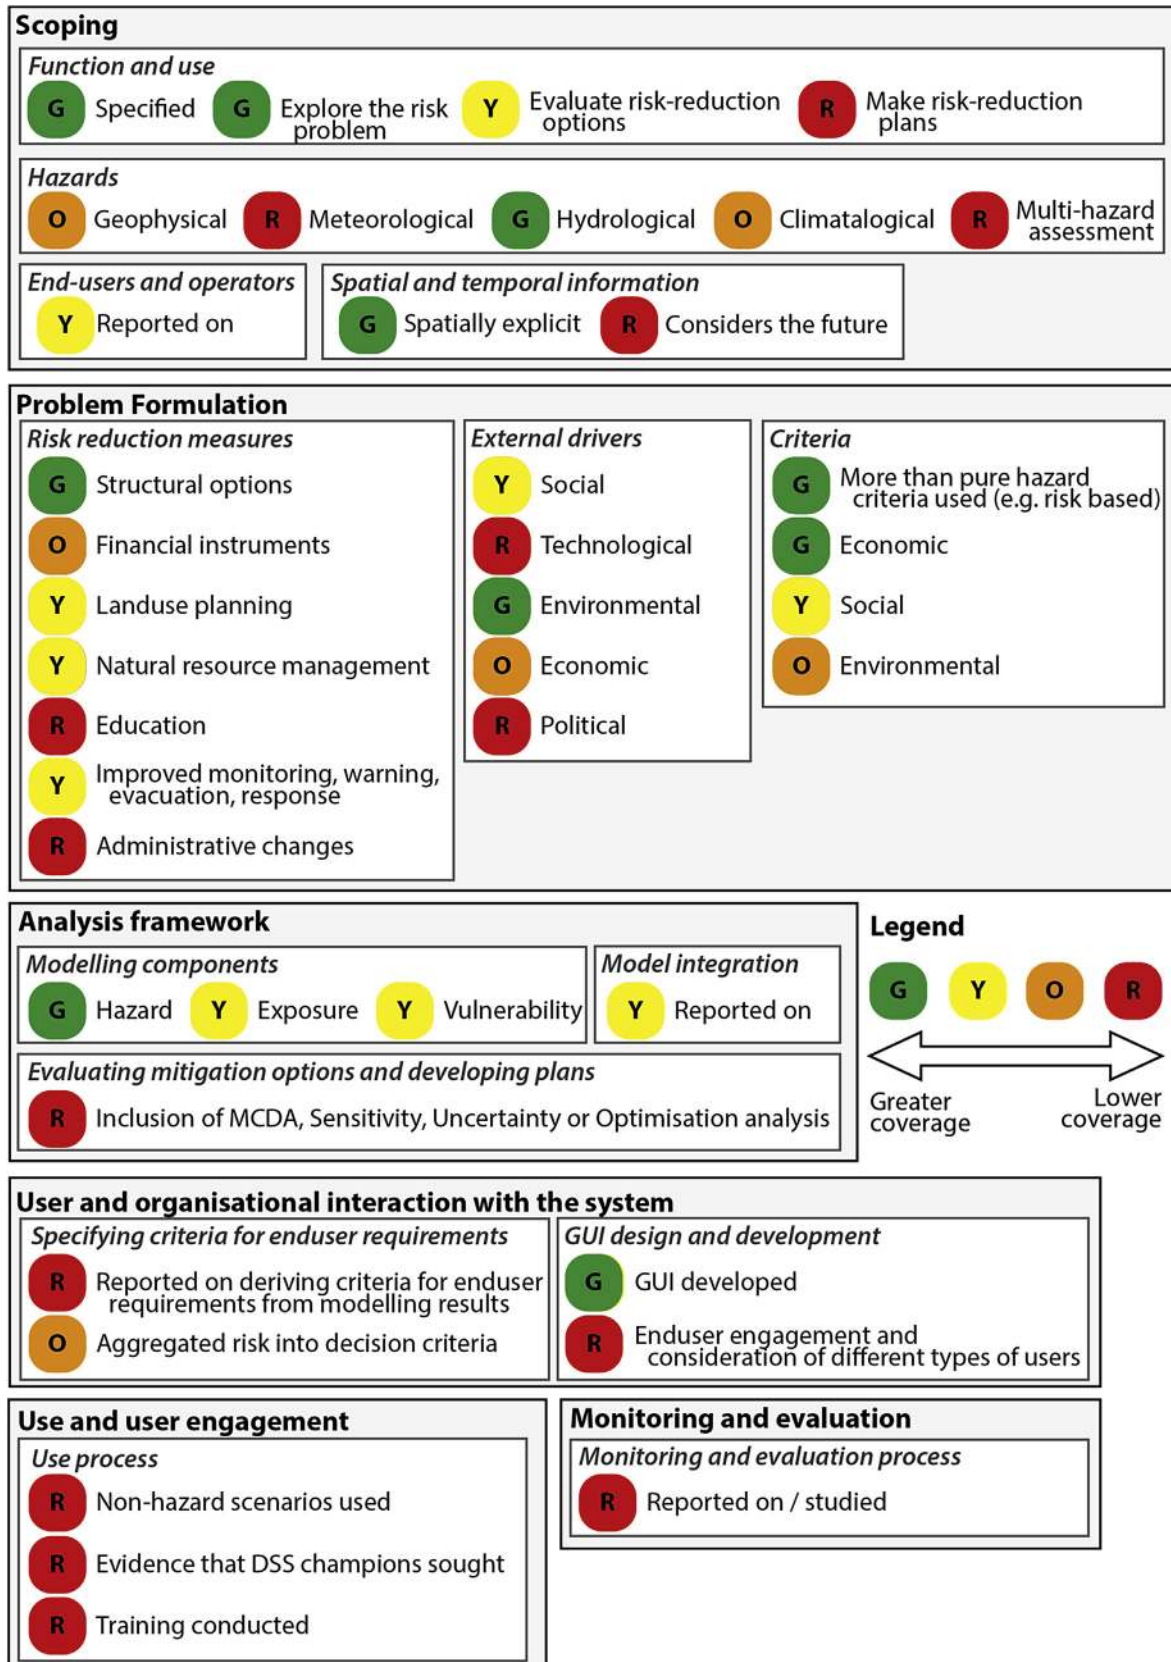 Scoping
Function and use
G Specified G Explore the risk problem Y Evaluate risk-reduction options R Make risk-reduction plans
Hazards
O Geophysical R Meteorological G Hydrological O Climatalogical R Multi-hazard assessment
End-users and operators
Y Reported on
Spatial and temporal information
G Spatially explicit R Considers the future
Problem Formulation
Risk reduction measures
G Structural options
O Financial instruments
Y Landuse planning
Y Natural resource management
R Education
Y Improved monitoring, warning,
evacuation, response
R Administrative changes
External drivers
Y Social
R Technological
G Environmental
O Economic
R Political
Criteria
G More than pure hazard
criteria used (e.g. risk based)
G Economic
Y Social
O Environmental
Analysis framework
Modelling components
G Hazard Y Exposure Y Vulnerability
Model integration
Y Reported on
Evaluating mitigation options and developing plans
R Inclusion of MCDA, Sensitivity, Uncertainty or Optimisation analysis
Legend
G Y O R
Greater
coverage
Lower
coverage
User and organisational interaction with the system
Specifying criteria for enduser requirements
R Reported on deriving criteria for enduser
requirements from modelling results
O Aggregated risk into decision criteria
GUI design and development
G GUI developed
R Enduser engagement and
consideration of different types of users
Use and user engagement
Use process
R Non-hazard scenarios used
R Evidence that DSS champions sought
R Training conducted
Monitoring and evaluation
Monitoring and evaluation process
R Reported on / studied